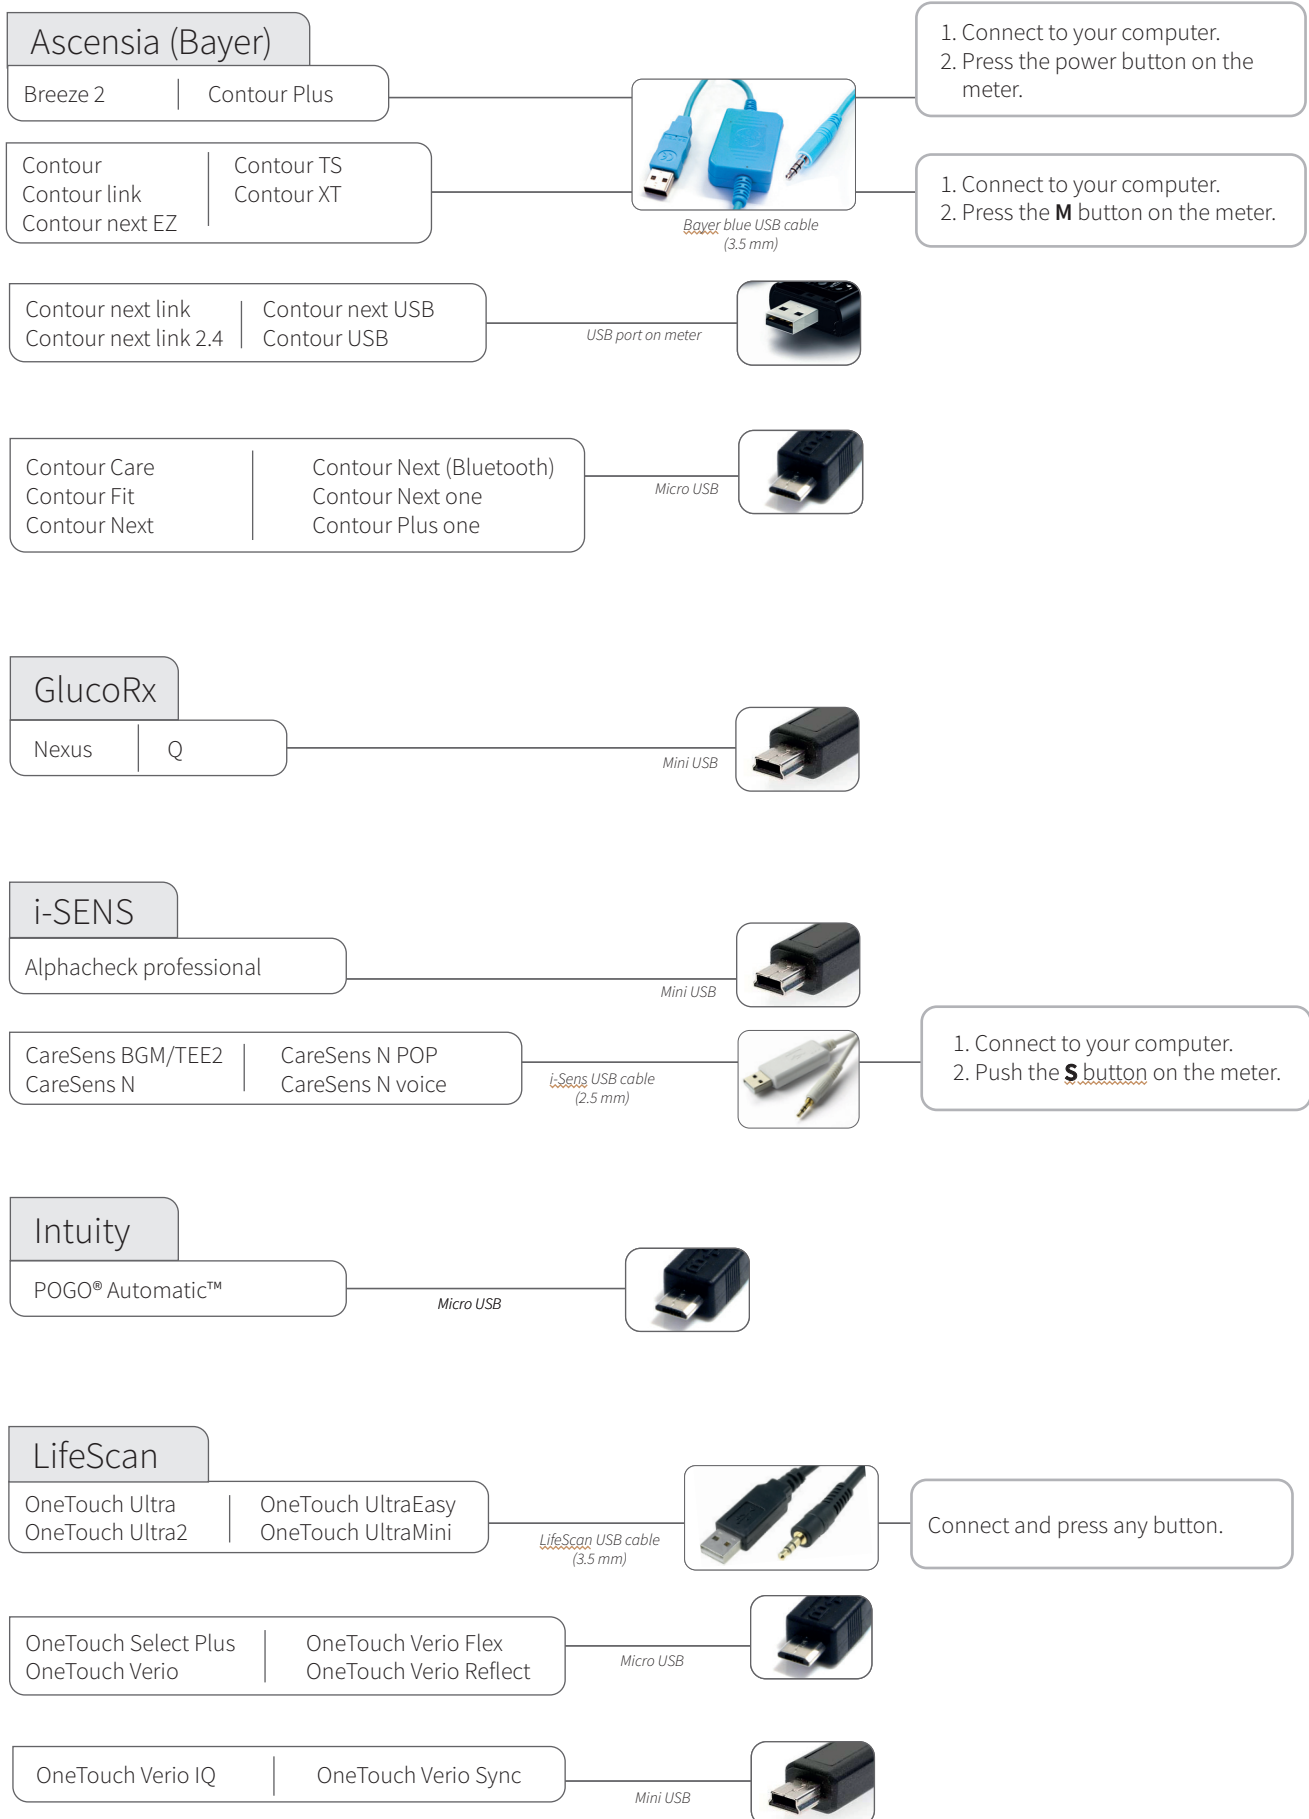 Ascensia (Bayer)
Breeze 2
Contour Plus
1. Connect to your computer.
2. Press the power button on the
meter.
Contour
Contour link
Contour next EZ
Contour TS
Contour XT
Bayer blue USB cable
(3.5 mm)
1. Connect to your computer.
2. Press the M button on the meter.
Contour next link
Contour next link 2.4
Contour next USB
Contour USB
USB port on meter
Contour Care
Contour Fit
Contour Next
Contour Next (Bluetooth)
Contour Next one
Contour Plus one
Micro USB
GlucoRx
Nexus
Q
Mini USB
i-SENS
Alphacheck professional
Mini USB
CareSens BGM/TEE2
CareSens N
CareSens N POP
CareSens N voice
i-Sens USB cable
(2.5 mm)
1. Connect to your computer.
2. Push the S button on the meter.
Intuity
POGO® Automatic™
Micro USB
LifeScan
OneTouch Ultra
OneTouch Ultra2
OneTouch UltraEasy
OneTouch UltraMini
LifeScan USB cable
(3.5 mm)
Connect and press any button.
OneTouch Select Plus
OneTouch Verio
OneTouch Verio Flex
OneTouch Verio Reflect
Micro USB
OneTouch Verio IQ
OneTouch Verio Sync
Mini USB